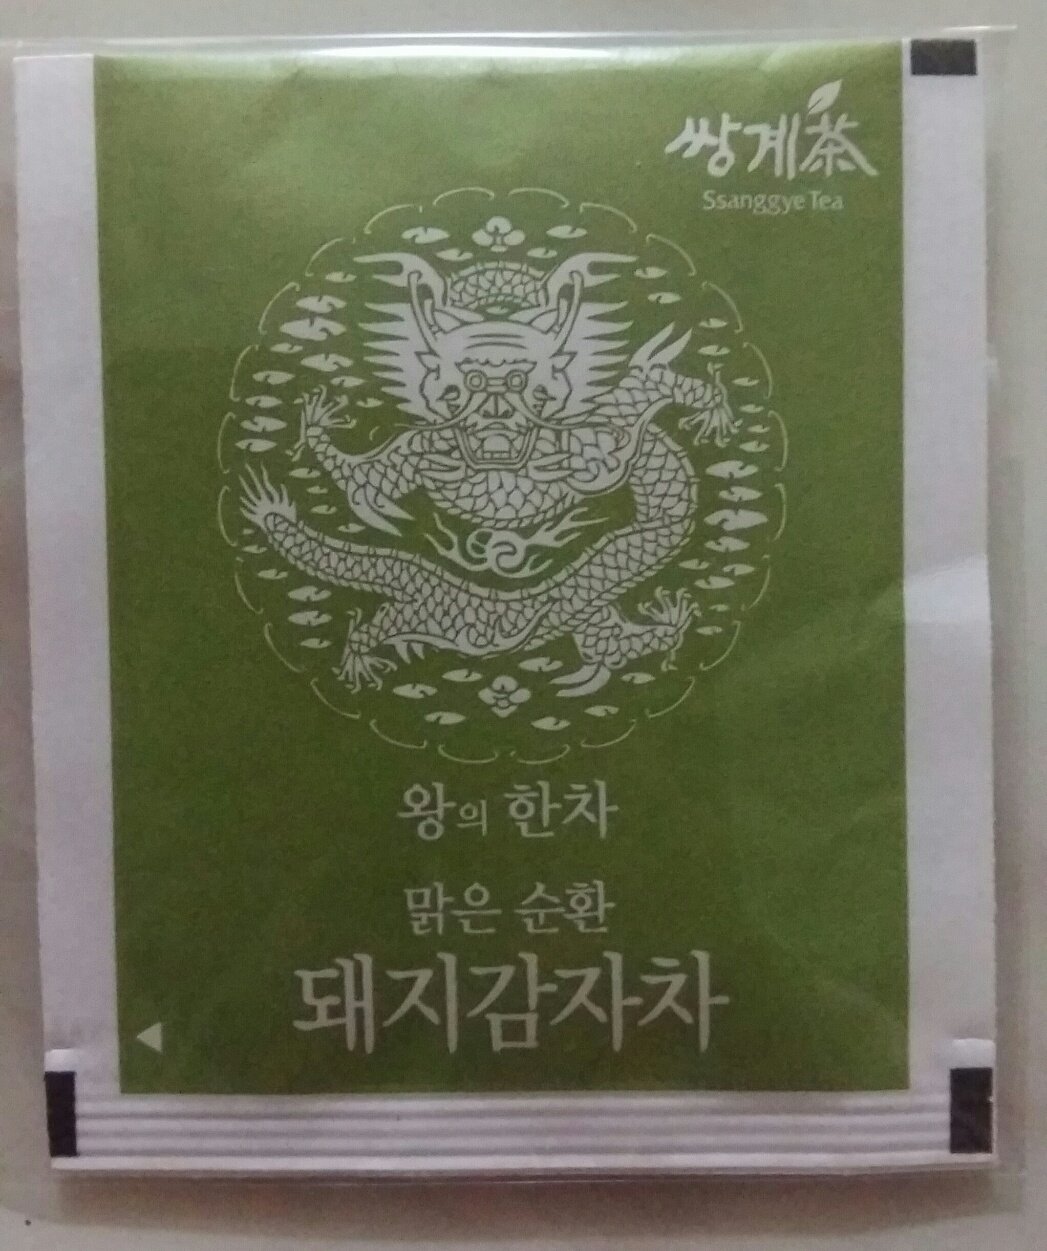 쌍계茶
Ssanggye Tea
왕의 한차
맑은 순환
돼지감자차